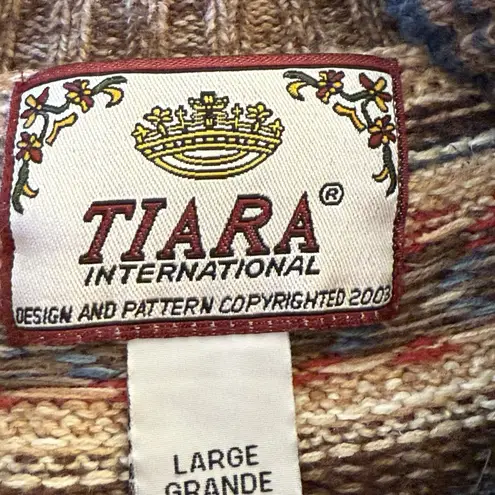 TIARA®
INTERNATIONAL
DESIGN AND PATTERN COPYRIGHTED 2003
LARGE
GRANDE